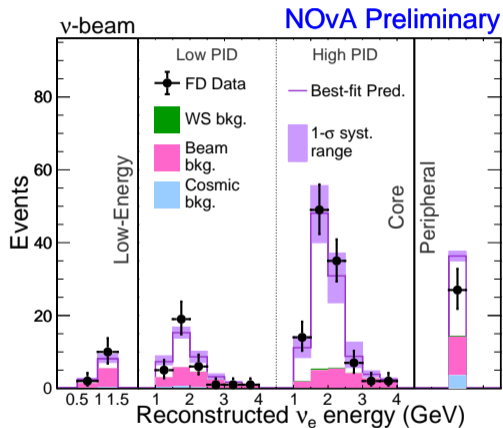 ν-beam
NOvA Preliminary
Low PID
High PID
FD Data
WS bkg.
Beam
bkg.
Cosmic
bkg.
Best-fit Pred.
1-σ syst.
range
Low-Energy
Core
Peripheral
Events
80
60
40
20
0
0.5 1 1.5
1 2 3 4
1 2 3 4
Reconstructed νe energy (GeV)